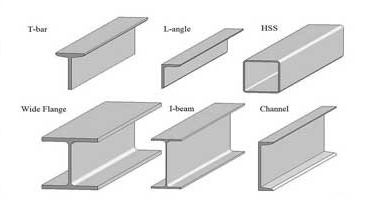 T-bar
L-angle
HSS
Wide Flange
I-beam
Channel